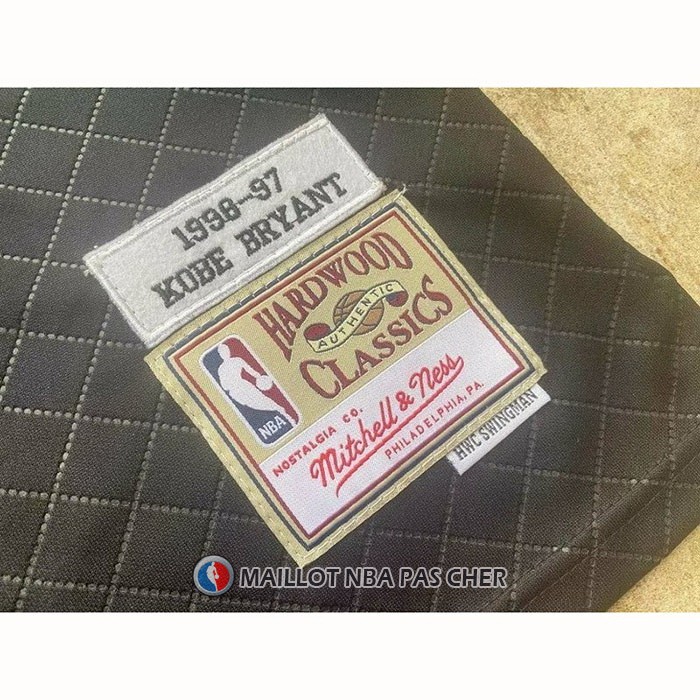 1996-97
KOBE BRYANT
HARDWOOD
AUTHENTIC
CLASSICS
NBA
NOSTALGIA CO.
Mitchell & Ness
PHILADELPHIA, PA.
HWC SWINGMAN
MAILLOT NBA PAS CHER